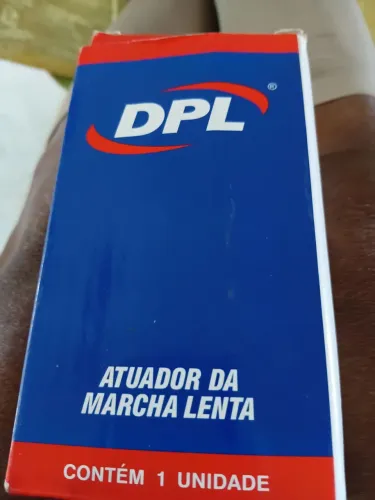 DPL®
ATUADOR DA
MARCHA LENTA
CONTÉM 1 UNIDADE